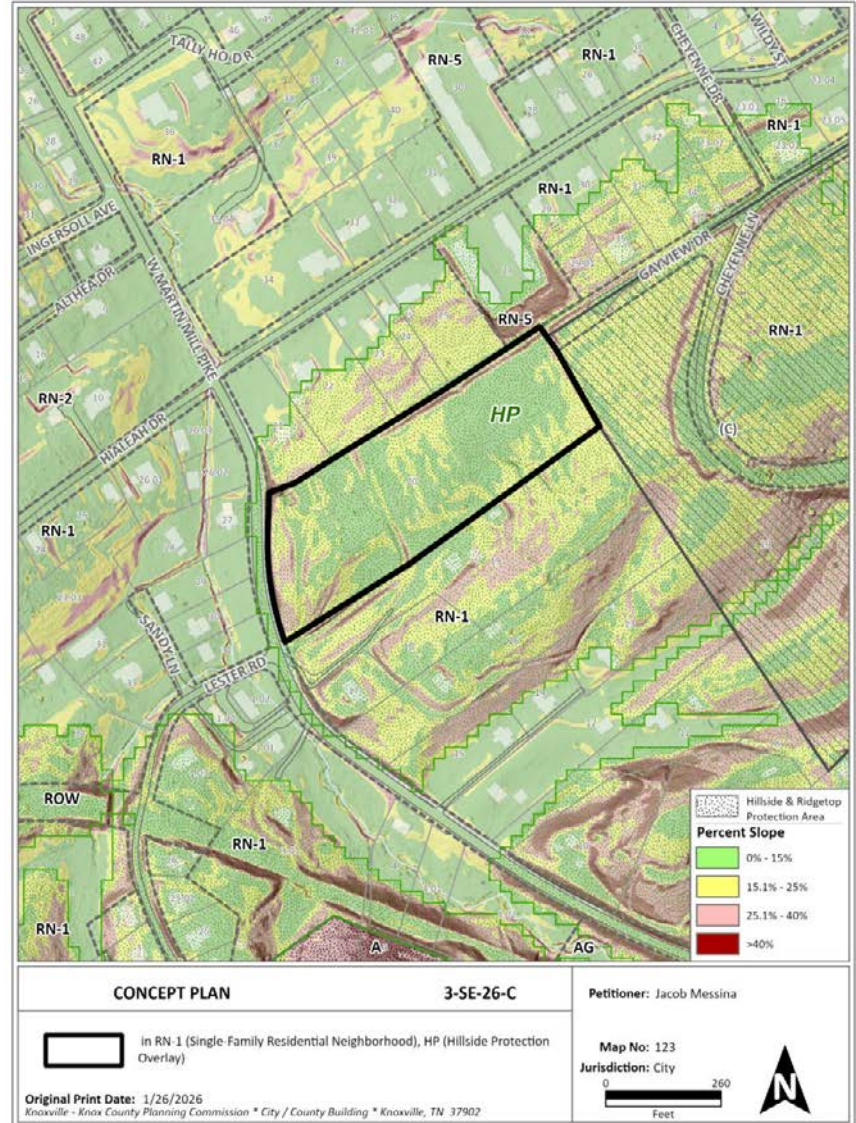 TALLY HO DR
RN-5
RN-1
CHEYENNE DR
WILDY ST
RN-1
RN-1
INGERSOLL AVE
RN-1
ALTHEA DR
W MARTIN MILL PIKE
GAYVIEW DR
CHEYENNE LN
RN-5
RN-1
RN-2
HP
HIALEAH DR
(C)
RN-1
RN-1
SANDY LN
LESTER RD
ROW
RN-1
RN-1
A
AG
Hillside & Ridgetop
Protection Area
Percent Slope
0% - 15%
15.1% - 25%
25.1% - 40%
>40%
CONCEPT PLAN
3-SE-26-C
in RN-1 (Single-Family Residential Neighborhood), HP (Hillside Protection
Overlay)
Original Print Date: 1/26/2026
Knoxville - Knox County Planning Commission * City / County Building * Knoxville, TN 37902
Petitioner: Jacob Messina
Map No: 123
Jurisdiction: City
0 260
Feet
N